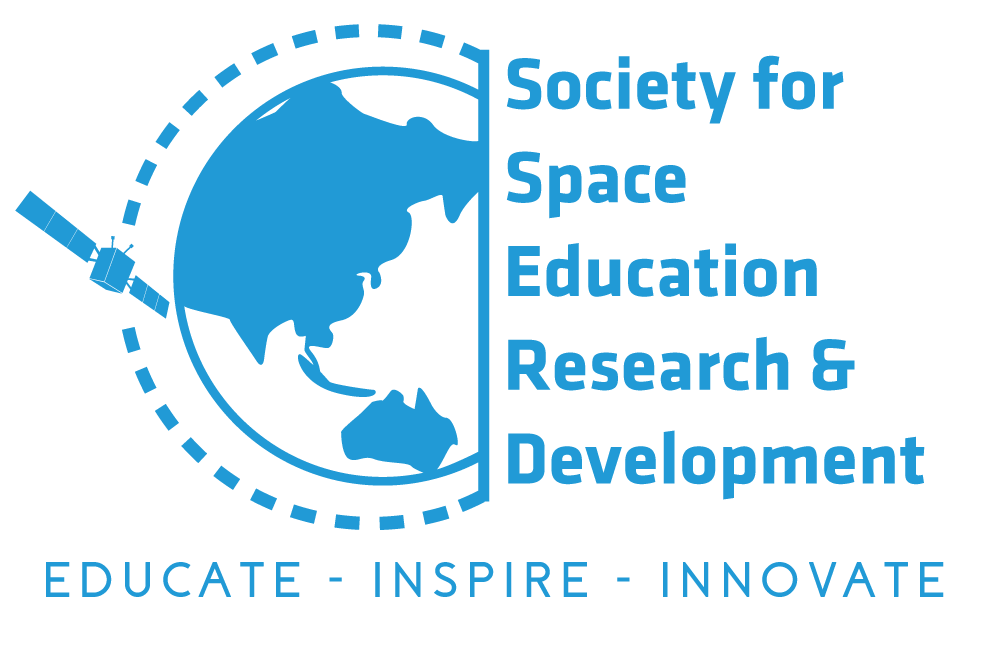 Society for
Space
Education
Research &
Development
EDUCATE - INSPIRE - INNOVATE